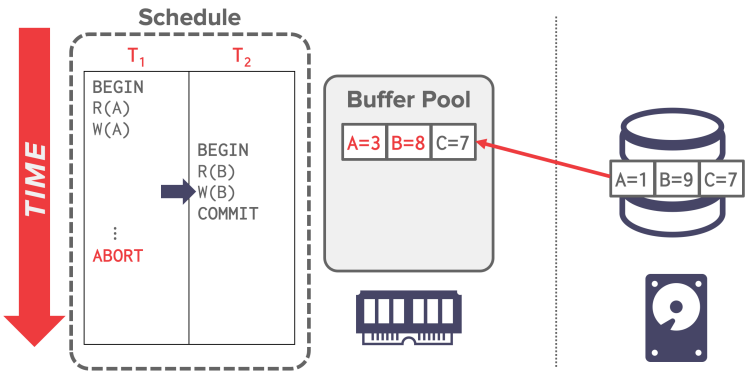 Schedule
TIME
T1 T2
BEGIN
R(A)
W(A)
BEGIN
R(B)
W(B)
COMMIT
⋮
ABORT
Buffer Pool
A=3 B=8 C=7
A=1 B=9 C=7